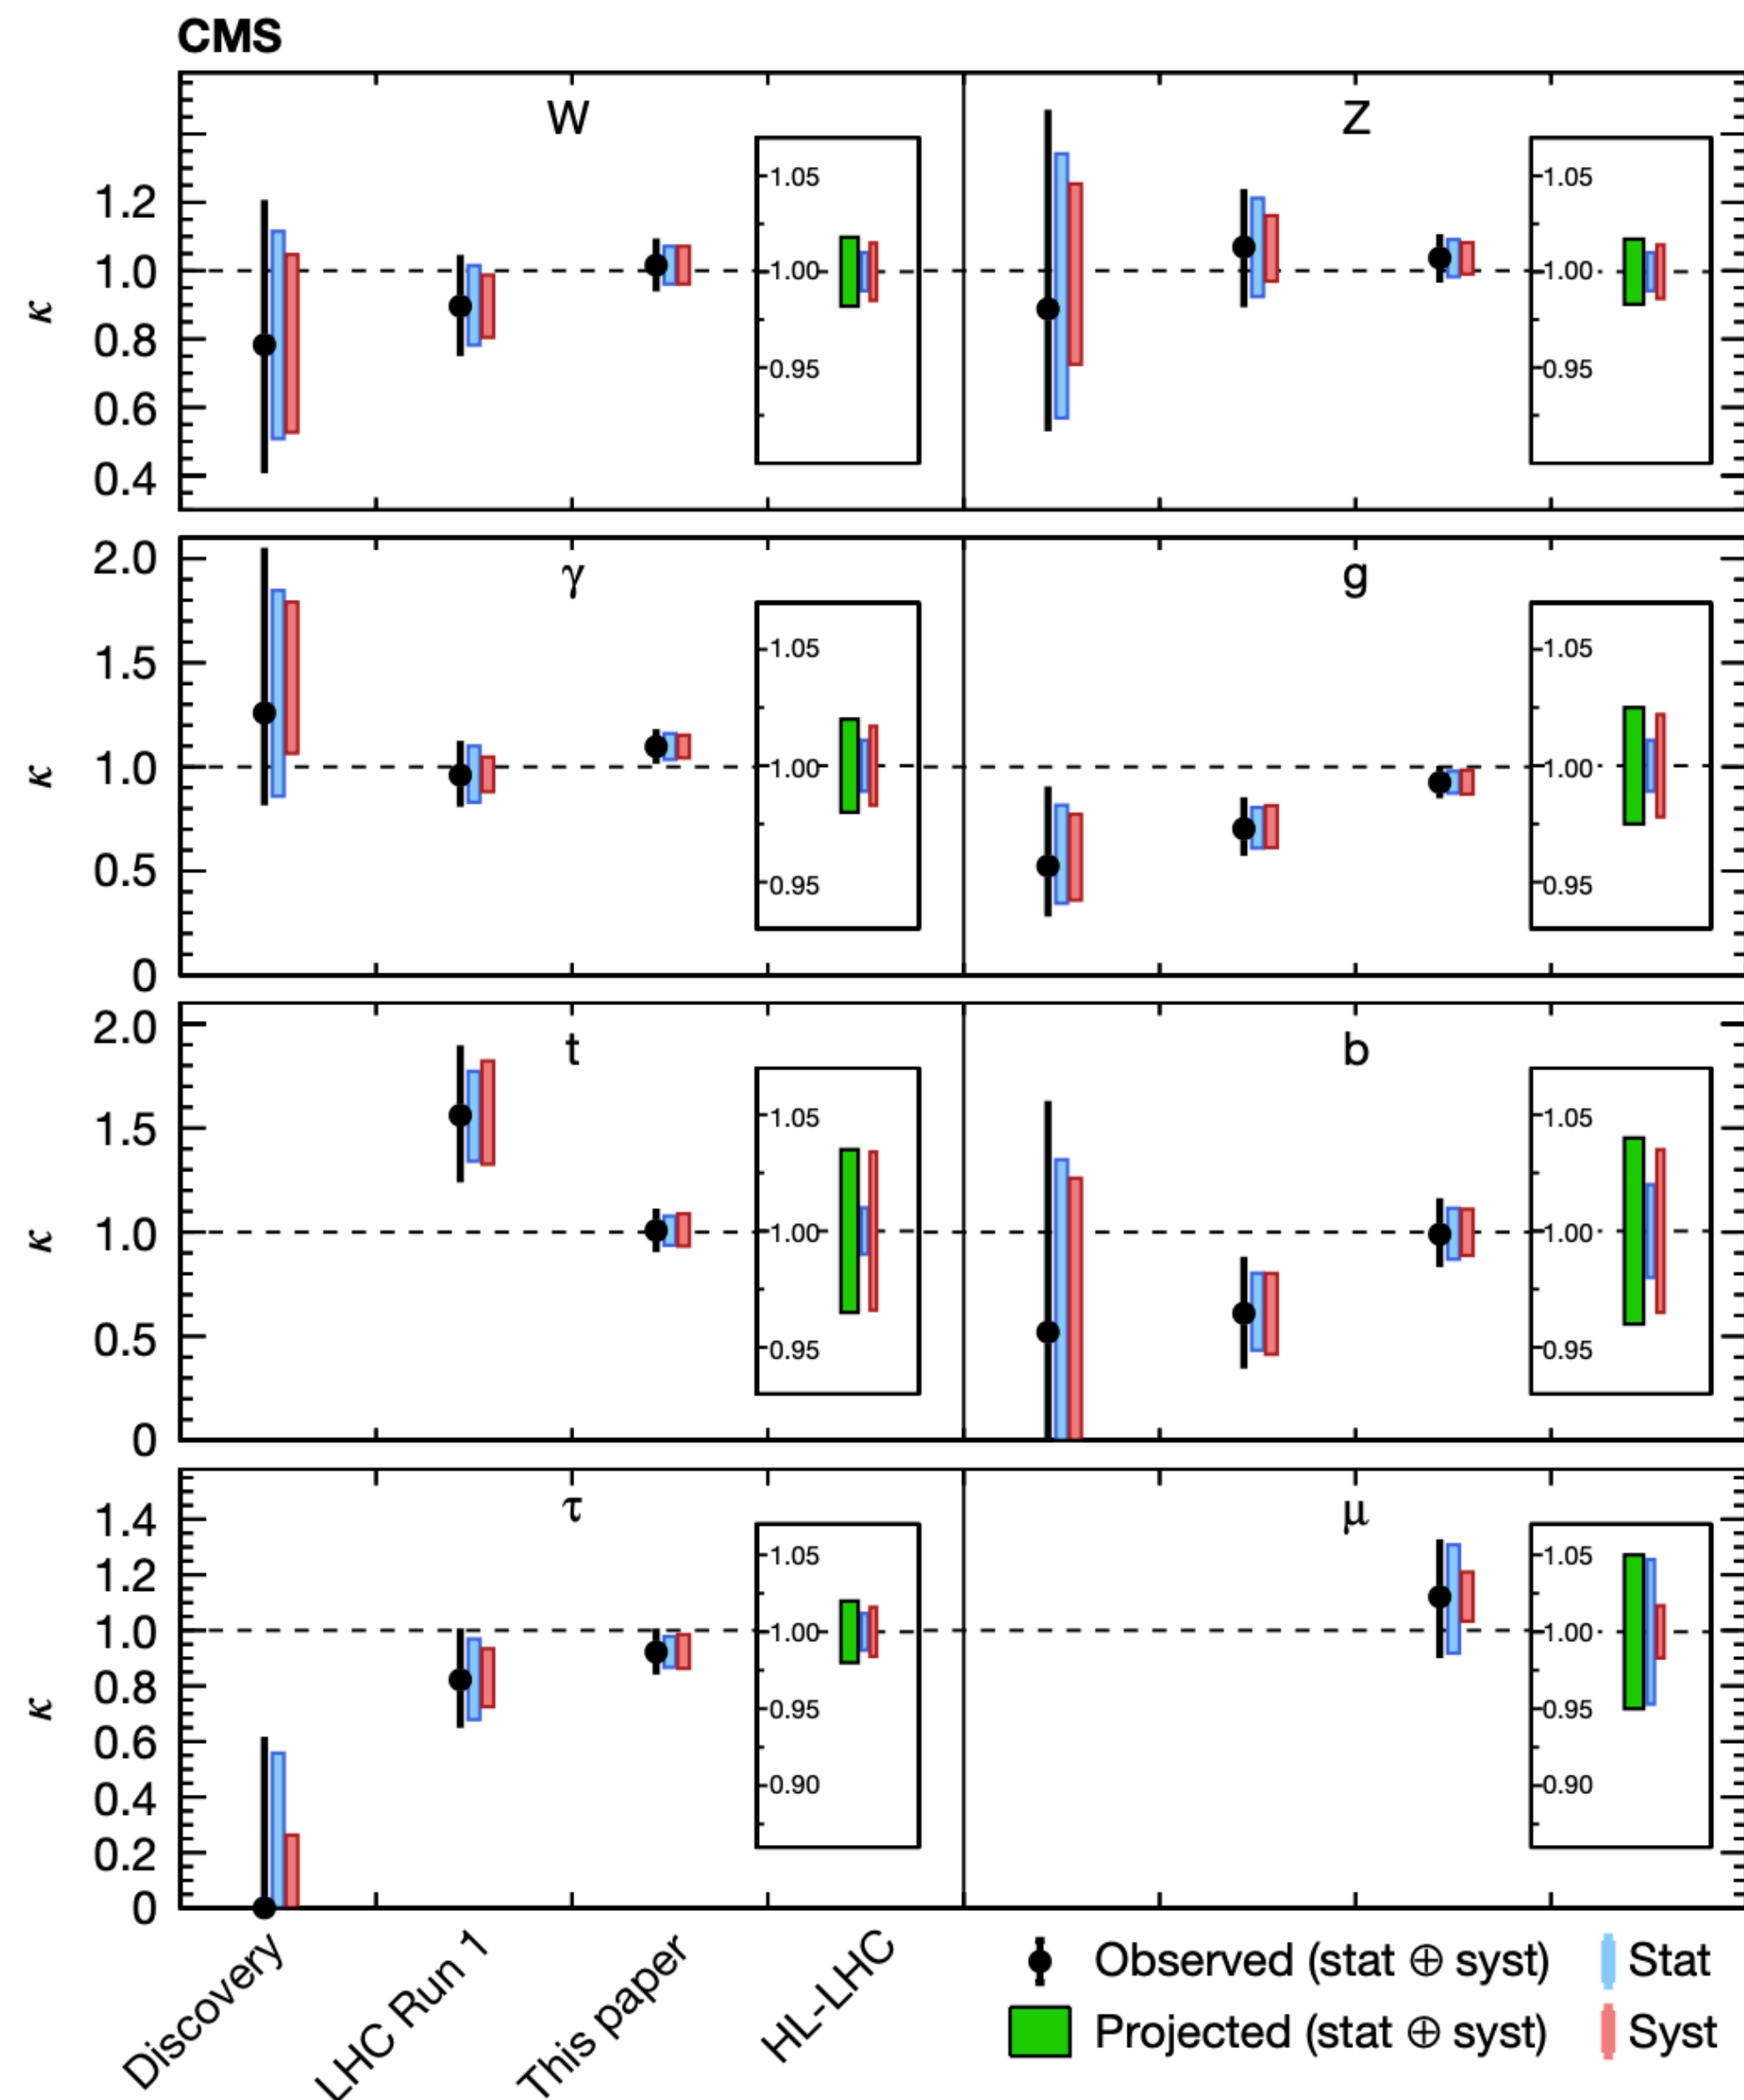 CMS
W
Z
κ
1.2
1.0
0.8
0.6
0.4
1.05
1.00
0.95
1.05
1.00
0.95
γ
g
κ
2.0
1.5
1.0
0.5
0
1.05
1.00
0.95
1.05
1.00
0.95
t
b
κ
2.0
1.5
1.0
0.5
0
1.05
1.00
0.95
1.05
1.00
0.95
τ
μ
κ
1.4
1.2
1.0
0.8
0.6
0.4
0.2
0
1.05
1.00
0.95
0.90
1.05
1.00
0.95
0.90
Discovery
LHC Run 1
This paper
HL-LHC
Observed (stat ⊕ syst)
Stat
Projected (stat ⊕ syst)
Syst